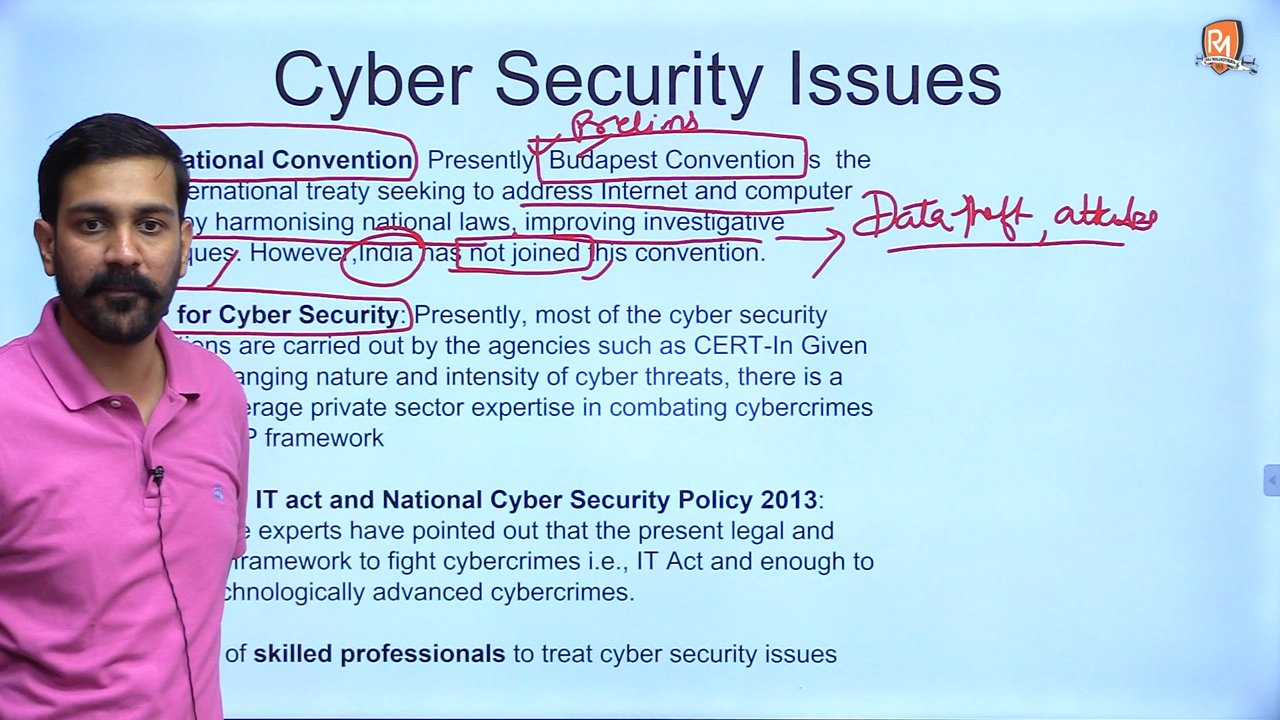 Cyber Security Issues
Prelims
ational Convention Presently Budapest Convention is the
ernational treaty seeking to address Internet and computer
by harmonising national laws, improving investigative
Data theft, attacks
ques. However,India has not joined this convention.
for Cyber Security: Presently, most of the cyber security
ions are carried out by the agencies such as CERT-In Given
anging nature and intensity of cyber threats, there is a
erage private sector expertise in combating cybercrimes
P framework
IT act and National Cyber Security Policy 2013:
e experts have pointed out that the present legal and
framework to fight cybercrimes i.e., IT Act and enough to
chnologically advanced cybercrimes.
of skilled professionals to treat cyber security issues
RM